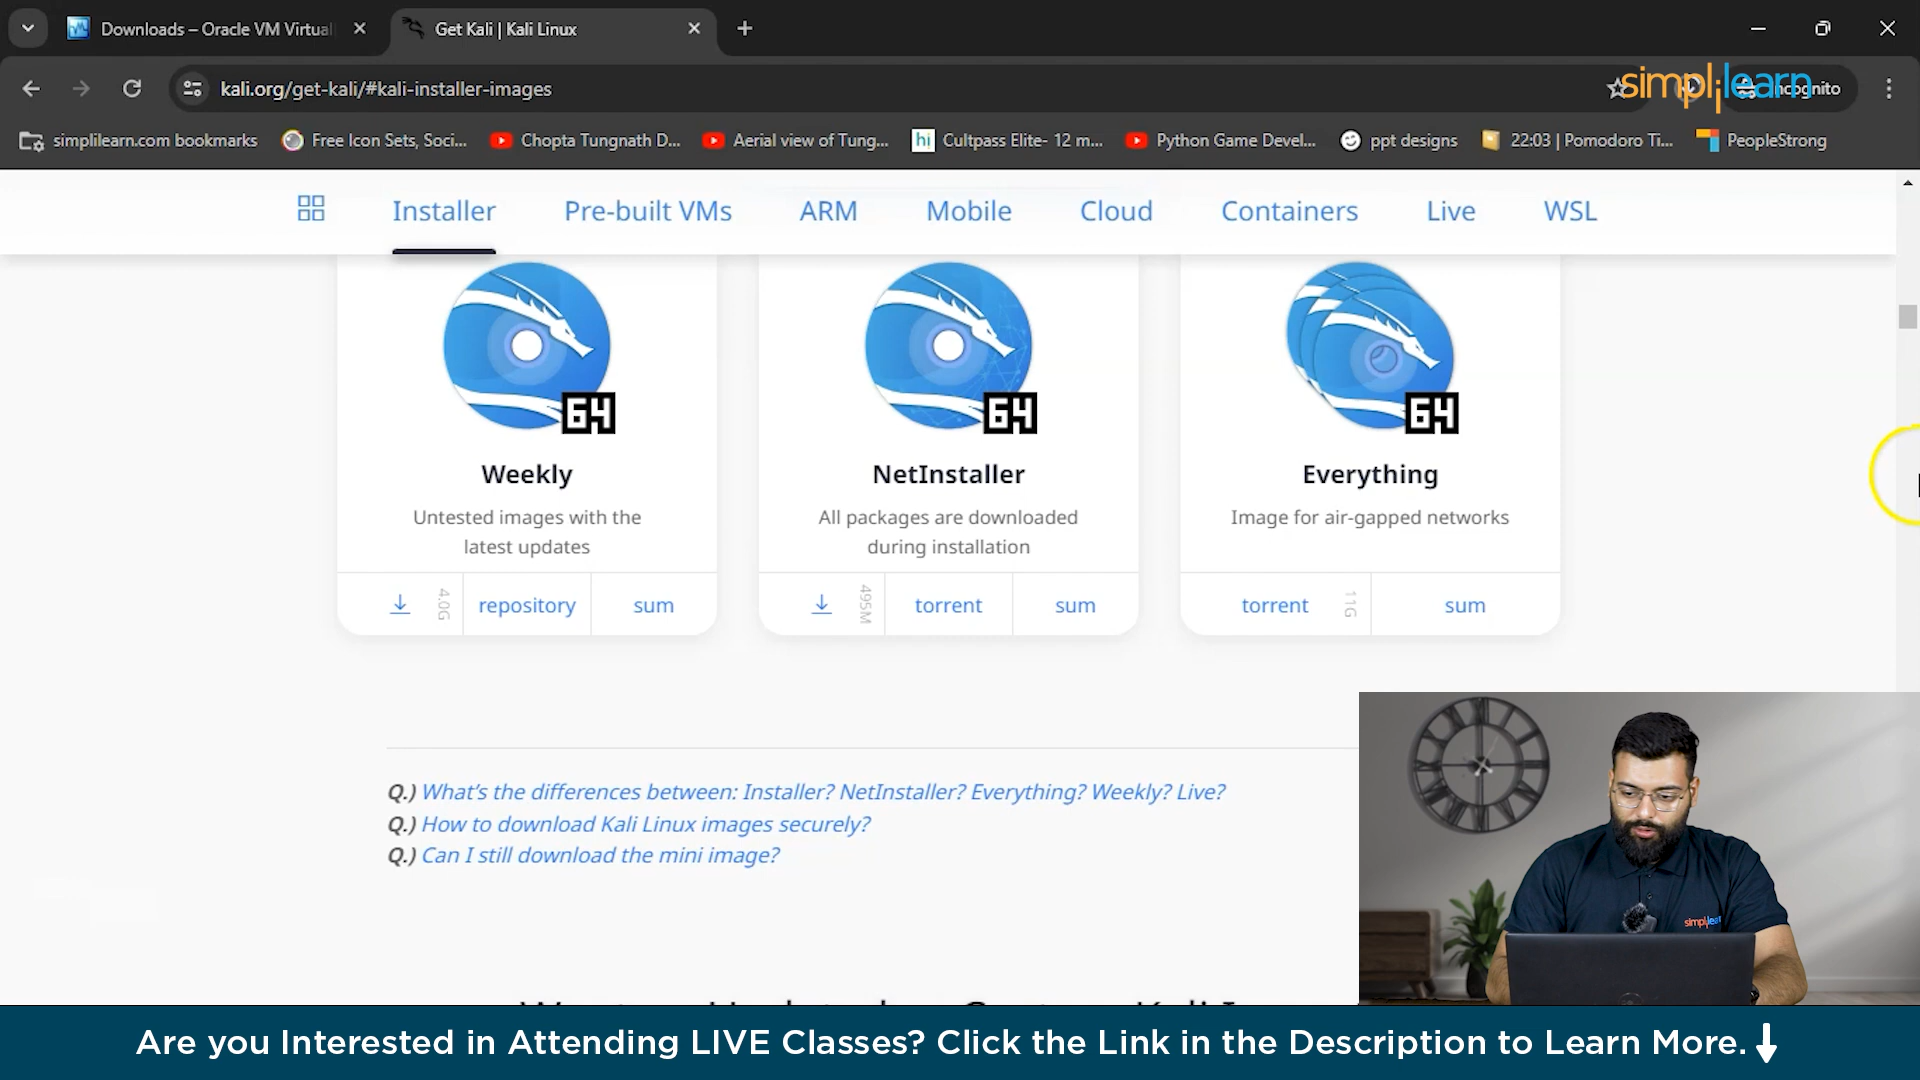 Downloads – Oracle VM Virtual
Get Kali | Kali Linux
kali.org/get-kali/#kali-installer-images
Incognito
simplilearn
simplilearn.com bookmarks
Free Icon Sets, Soci...
Chopta Tungnath D...
Aerial view of Tung...
hi
Cultpass Elite- 12 m...
Python Game Devel...
ppt designs
22:03 | Pomodoro Ti...
PeopleStrong
Installer
Pre-built VMs
ARM
Mobile
Cloud
Containers
Live
WSL
64
Weekly
Untested images with the
latest updates
4.0G
repository
sum
64
NetInstaller
All packages are downloaded
during installation
495M
torrent
sum
64
Everything
Image for air-gapped networks
torrent
11G
sum
Q.) What's the differences between: Installer? NetInstaller? Everything? Weekly? Live?
Q.) How to download Kali Linux images securely?
Q.) Can I still download the mini image?
Are you Interested in Attending LIVE Classes? Click the Link in the Description to Learn More.